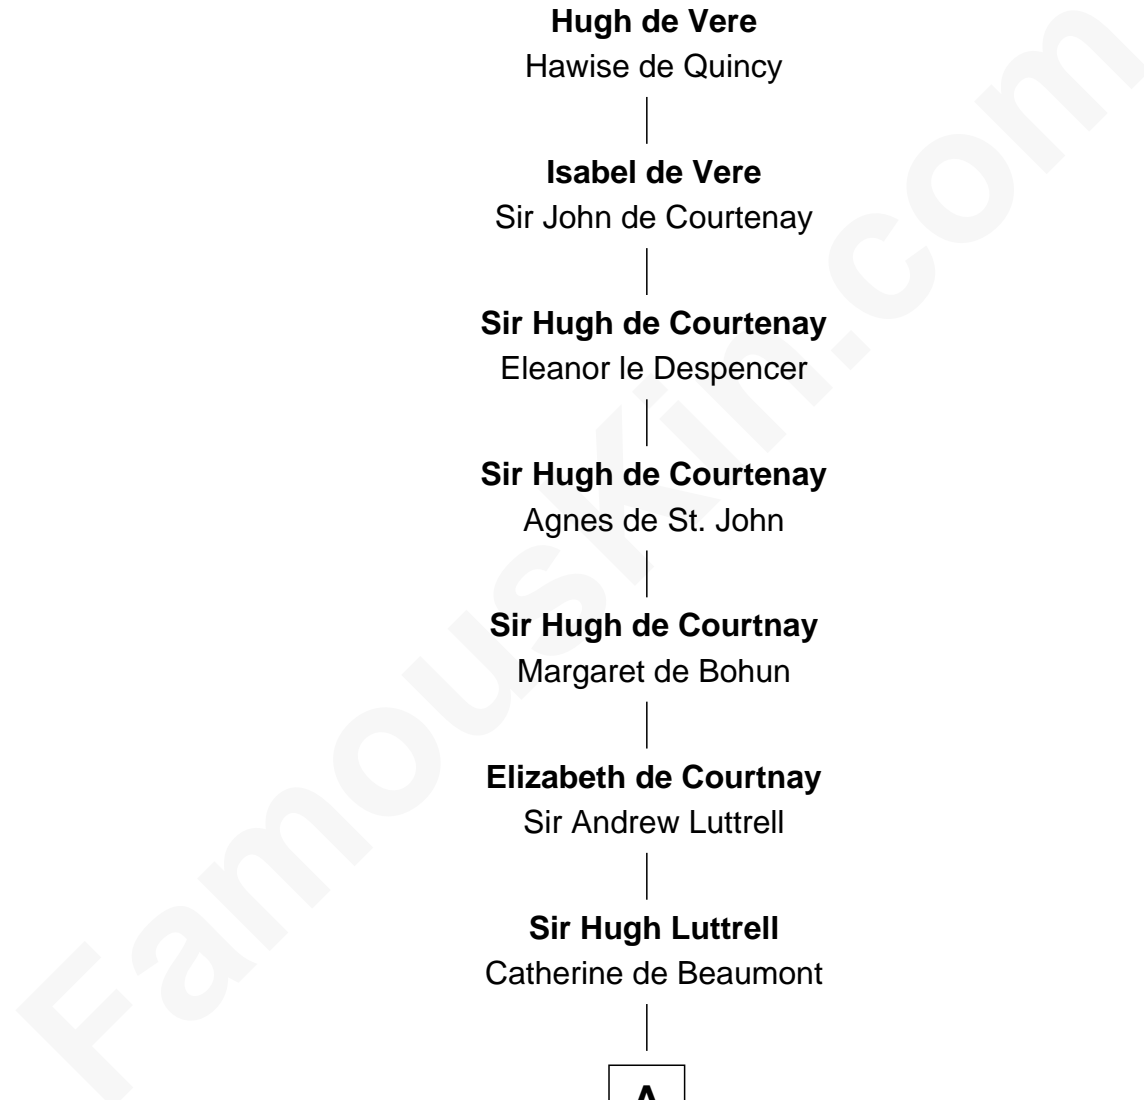 Hugh de Vere
Hawise de Quincy
Isabel de Vere
Sir John de Courtenay
Sir Hugh de Courtenay
Eleanor le Despencer
Sir Hugh de Courtenay
Agnes de St. John
Sir Hugh de Courtnay
Margaret de Bohun
Elizabeth de Courtnay
Sir Andrew Luttrell
Sir Hugh Luttrell
Catherine de Beaumont
A
FamousKin.com